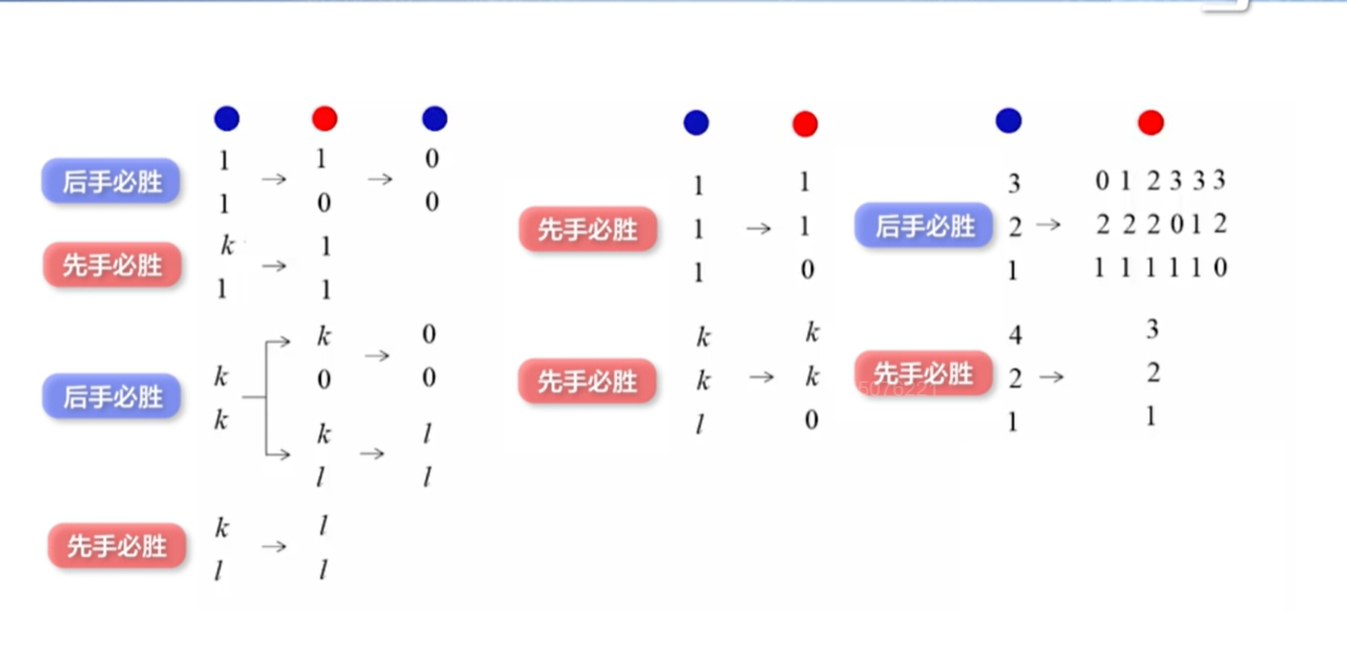 1 → 1 → 0
后手必胜
1 0 0
k 1
先手必胜 →
1 1
k 0
→
k 0 0
后手必胜
k k l
→
l l
k l
先手必胜 →
l l
1 1
先手必胜 1 → 1
1 0
k k
先手必胜 k → k
l 0
3 0 1 2 3 3 3
后手必胜 2 → 2 2 2 0 1 2
1 1 1 1 1 1 0
4 3
先手必胜 2 → 2
1 1